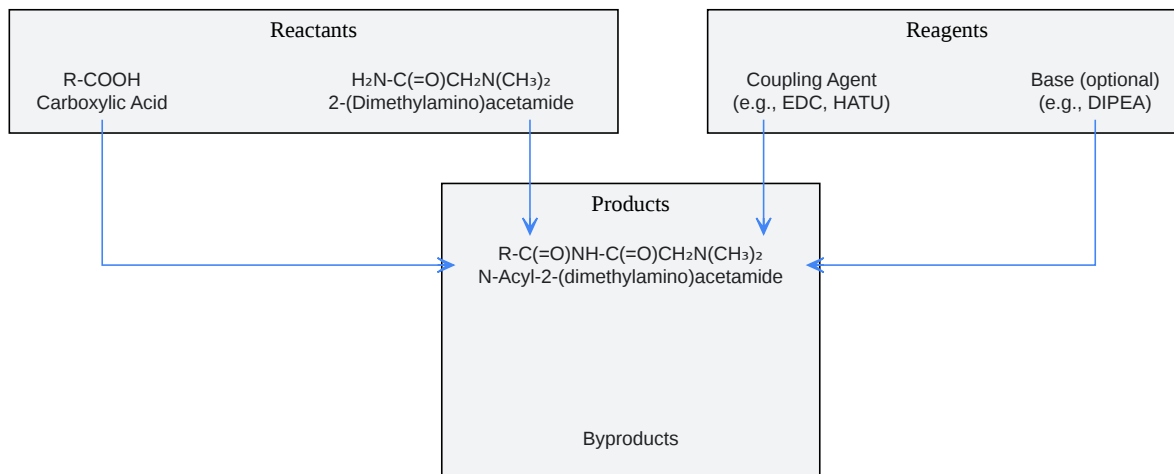 Reactants
R-COOH
Carboxylic Acid
H₂N-C(=O)CH₂N(CH₃)₂
2-(Dimethylamino)acetamide
Reagents
Coupling Agent
(e.g., EDC, HATU)
Base (optional)
(e.g., DIPEA)
Products
R-C(=O)NH-C(=O)CH₂N(CH₃)₂
N-Acyl-2-(dimethylamino)acetamide
Byproducts